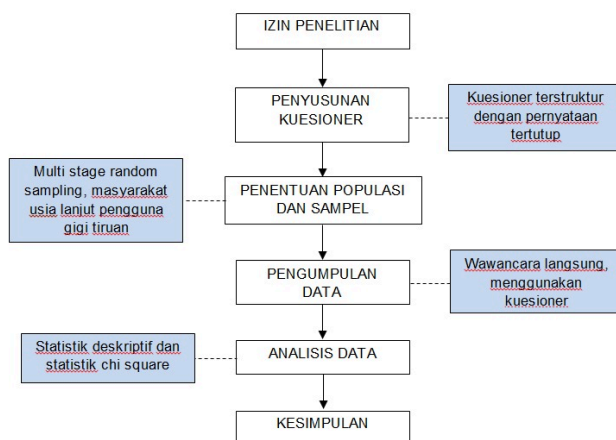 IZIN PENELITIAN
PENYUSUNAN
KUESIONER
Kuesioner terstruktur
dengan pernyataan
tertutup
Multi stage random
sampling, masyarakat
usia lanjut pengguna
gigi tiruan
PENENTUAN POPULASI
DAN SAMPEL
PENGUMPULAN
DATA
Wawancara langsung,
menggunakan
kuesioner
Statistik deskriptif dan
statistik chi square
ANALISIS DATA
KESIMPULAN